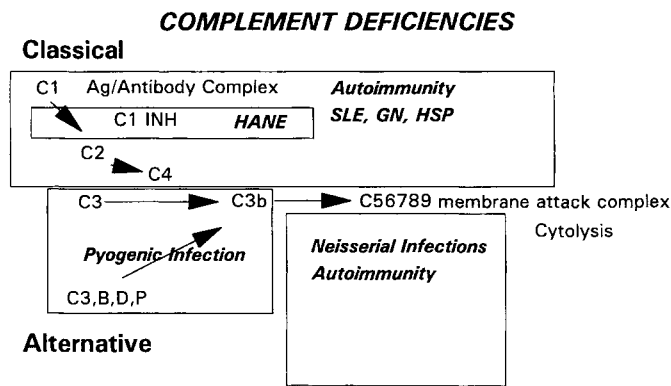 COMPLEMENT DEFICIENCIES
Classical
C1 Ag/Antibody Complex Autoimmunity
C1 INH HANE SLE, GN, HSP
C2
C4
C3 C3b C56789 membrane attack complex
Cytolysis
Pyogenic Infection Neisserial Infections
Autoimmunity
C3,B,D,P
Alternative